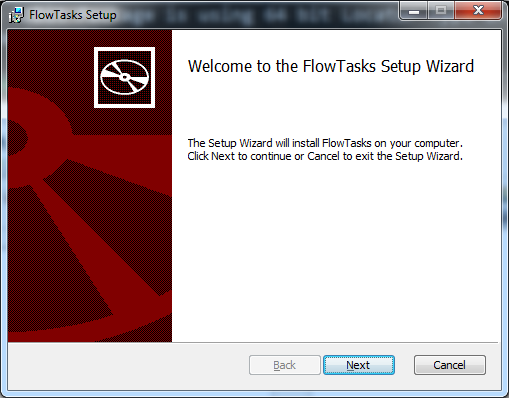 FlowTasks Setup
Welcome to the FlowTasks Setup Wizard
The Setup Wizard will install FlowTasks on your computer.
Click Next to continue or Cancel to exit the Setup Wizard.
Back
Next
Cancel